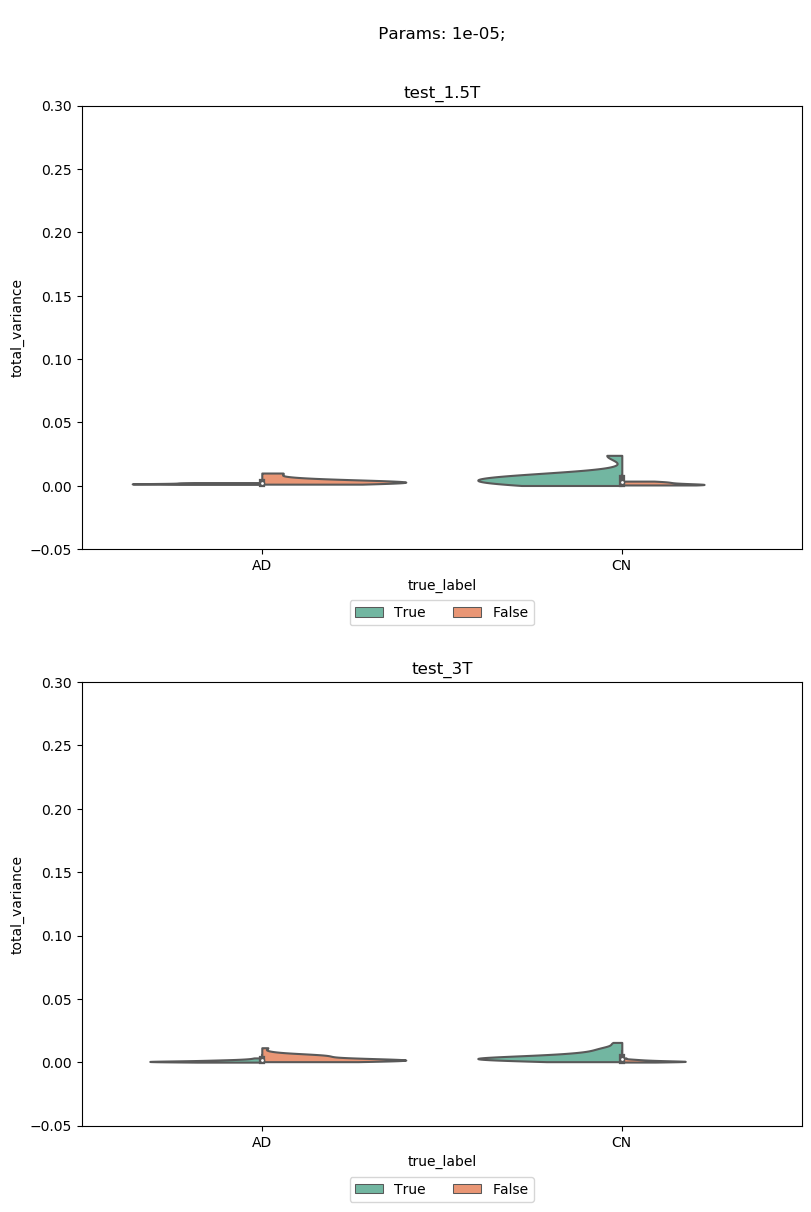 Params: 1e-05;
test_1.5T
0.30
0.25
0.20
0.15
0.10
0.05
0.00
−0.05
total_variance
AD CN
true_label
True False
test_3T
0.30
0.25
0.20
0.15
0.10
0.05
0.00
−0.05
total_variance
AD CN
true_label
True False